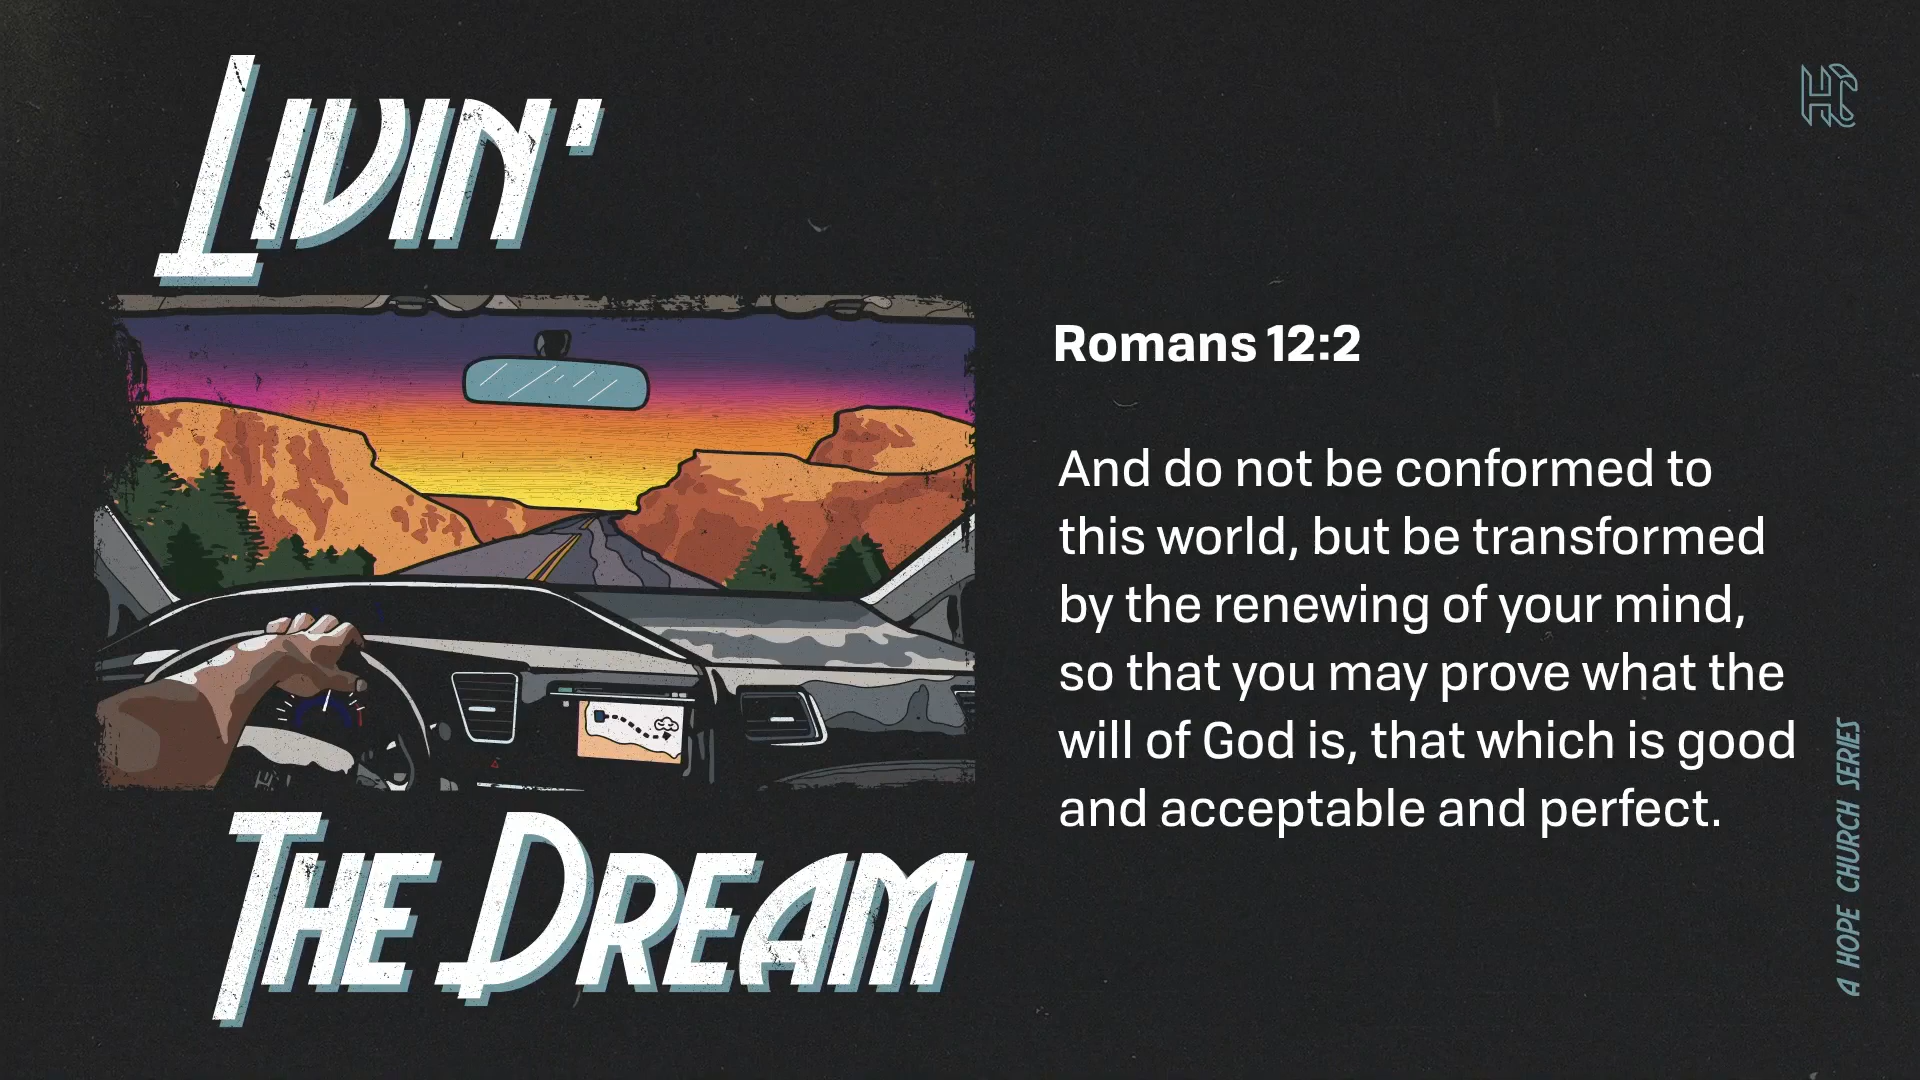 Livin'
The Dream
HC
Romans 12:2
And do not be conformed to
this world, but be transformed
by the renewing of your mind,
so that you may prove what the
will of God is, that which is good
and acceptable and perfect.
A HOPE CHURCH SERIES